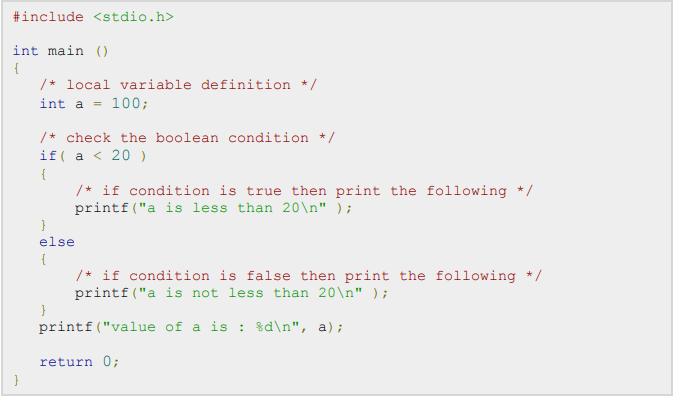 #include <stdio.h>
int main ()
{
/* local variable definition */
int a = 100;
/* check the boolean condition */
if( a < 20 )
{
/* if condition is true then print the following */
printf("a is less than 20\n" );
}
else
{
/* if condition is false then print the following */
printf("a is not less than 20\n" );
}
printf("value of a is : %d\n", a);
return 0;
}